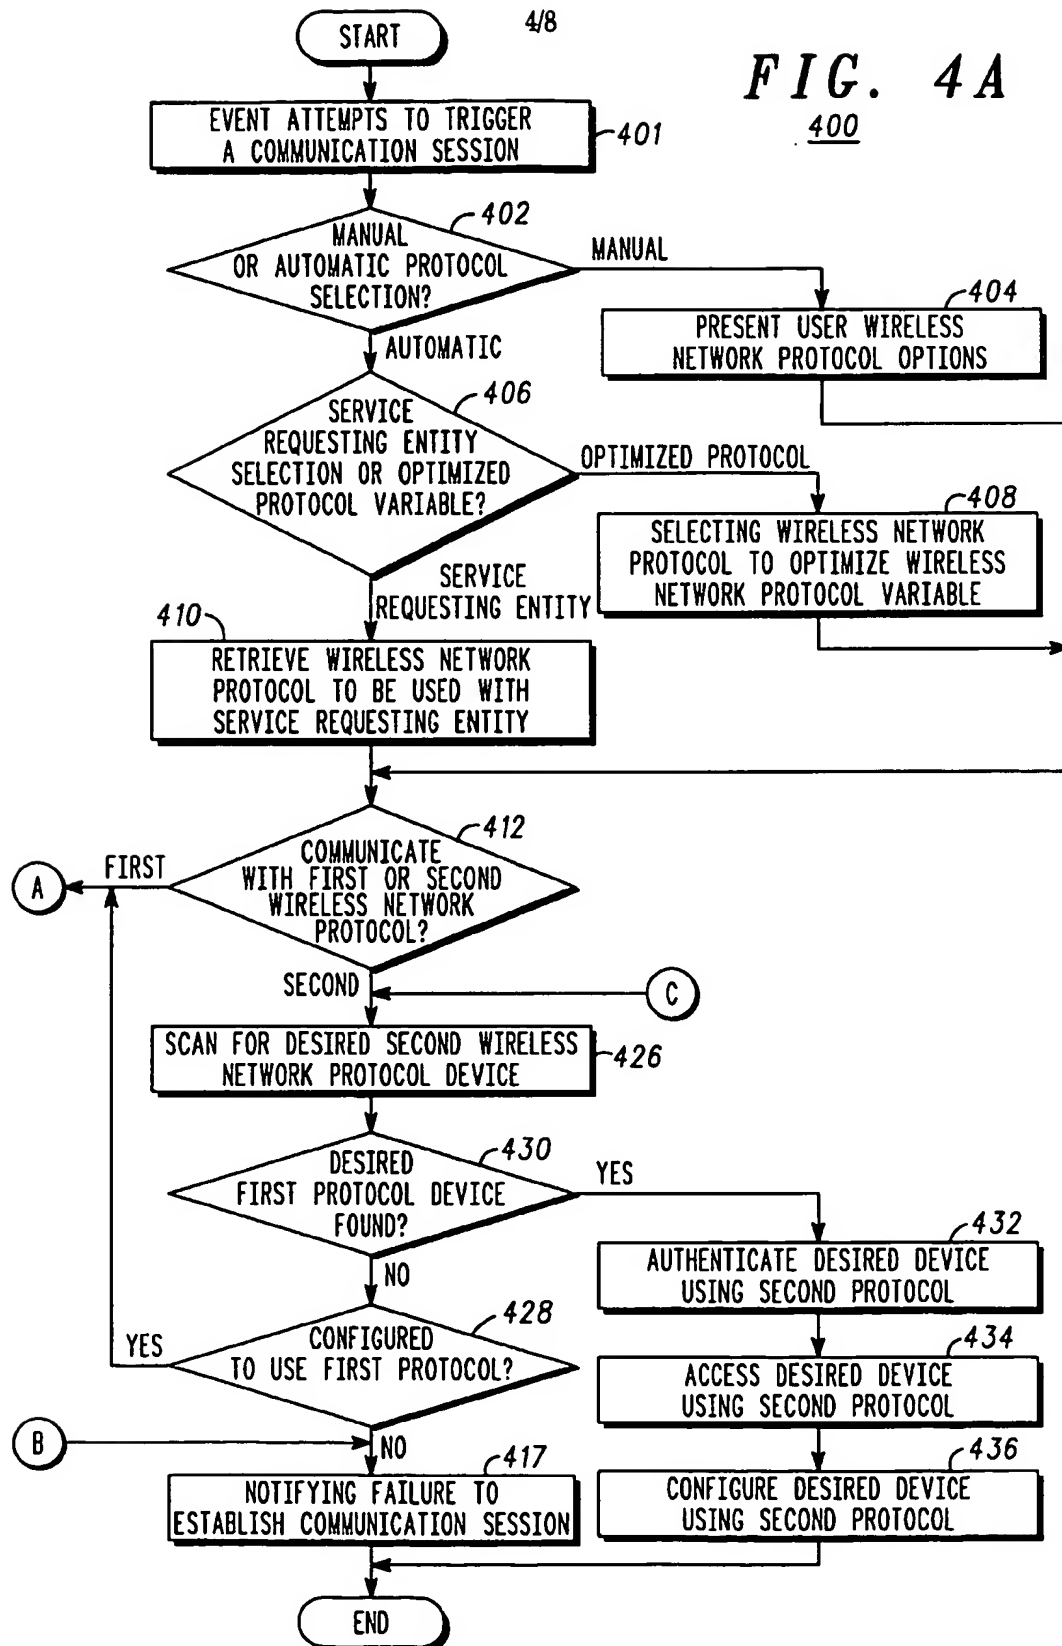 START
4/8
FIG. 4A
400
EVENT ATTEMPTS TO TRIGGER
A COMMUNICATION SESSION
401
402
MANUAL
OR AUTOMATIC PROTOCOL
SELECTION?
MANUAL
404
PRESENT USER WIRELESS
NETWORK PROTOCOL OPTIONS
AUTOMATIC
406
SERVICE
REQUESTING ENTITY
SELECTION OR OPTIMIZED
PROTOCOL VARIABLE?
OPTIMIZED PROTOCOL
408
SELECTING WIRELESS NETWORK
PROTOCOL TO OPTIMIZE WIRELESS
NETWORK PROTOCOL VARIABLE
SERVICE
REQUESTING ENTITY
410
RETRIEVE WIRELESS NETWORK
PROTOCOL TO BE USED WITH
SERVICE REQUESTING ENTITY
412
COMMUNICATE
WITH FIRST OR SECOND
WIRELESS NETWORK
PROTOCOL?
FIRST
A
SECOND
C
SCAN FOR DESIRED SECOND WIRELESS
NETWORK PROTOCOL DEVICE
426
430
DESIRED
FIRST PROTOCOL DEVICE
FOUND?
YES
432
AUTHENTICATE DESIRED DEVICE
USING SECOND PROTOCOL
NO
428
CONFIGURED
TO USE FIRST PROTOCOL?
YES
434
ACCESS DESIRED DEVICE
USING SECOND PROTOCOL
B
NO
417
NOTIFYING FAILURE TO
ESTABLISH COMMUNICATION SESSION
436
CONFIGURE DESIRED DEVICE
USING SECOND PROTOCOL
END